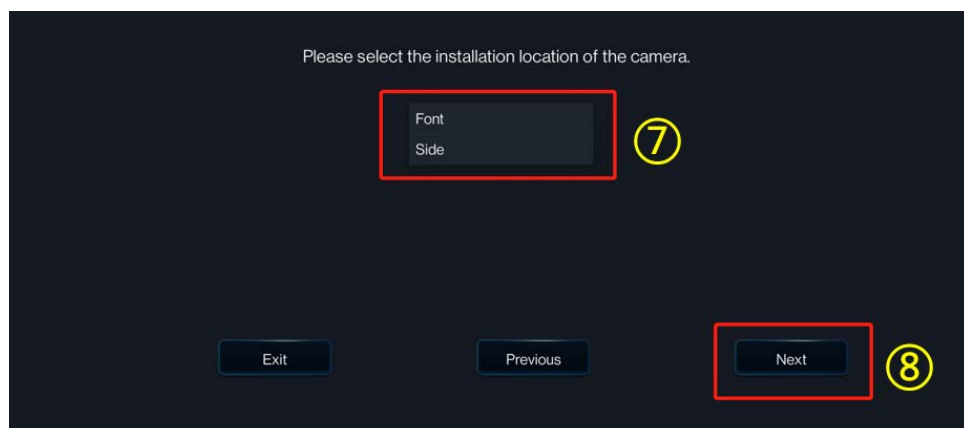 Please select the installation location of the camera.
Font
Side
⑦
Exit
Previous
Next
⑧